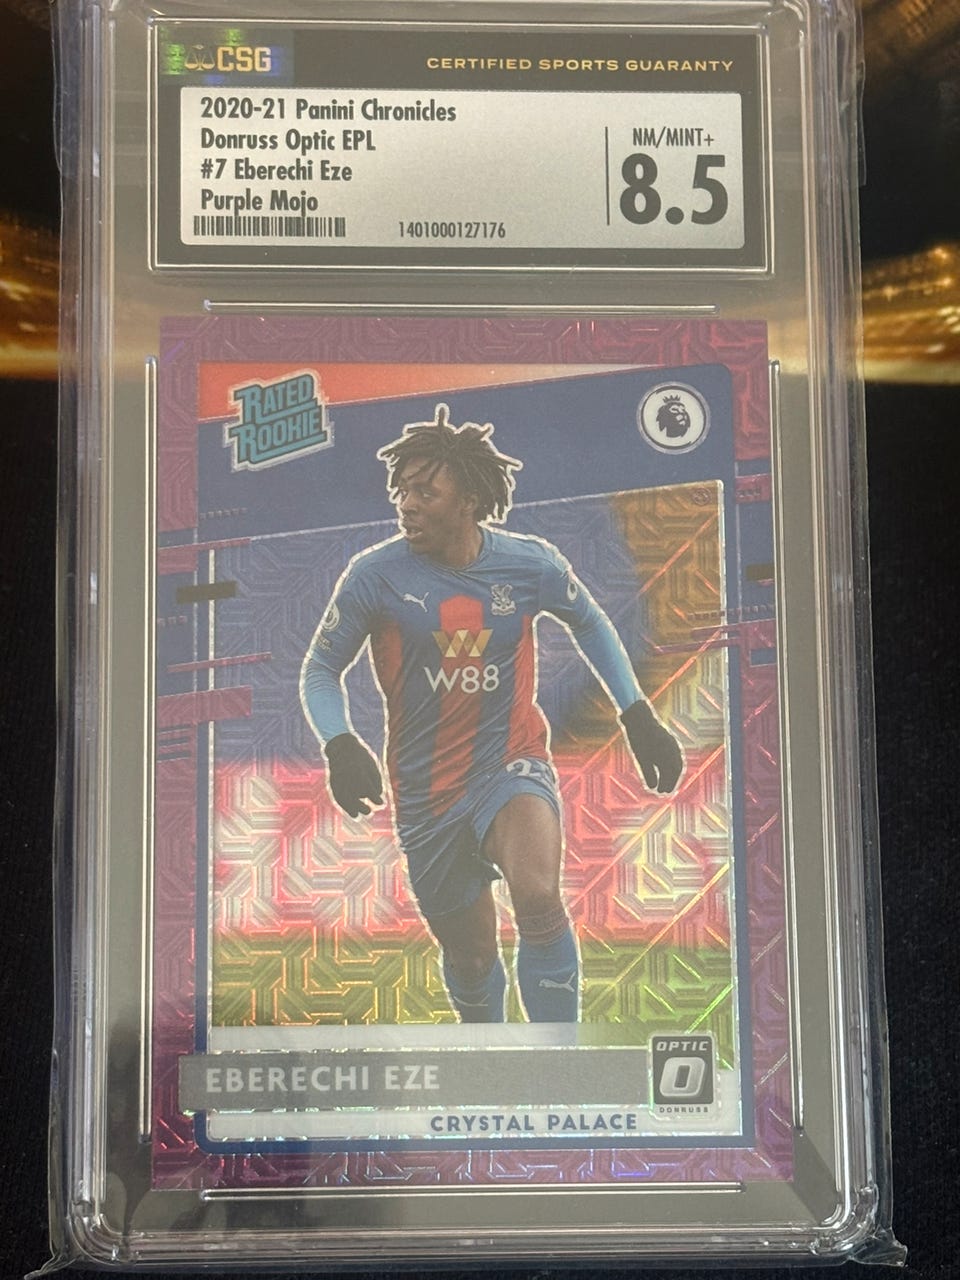 CSG
CERTIFIED SPORTS GUARANTY
2020-21 Panini Chronicles
Donruss Optic EPL
#7 Eberechi Eze
Purple Mojo
NM/MINT+
8.5
1401000127176
RATED
ROOKIE
W88
EBERECHI EZE
OPTIC
O
DONRUSS
CRYSTAL PALACE